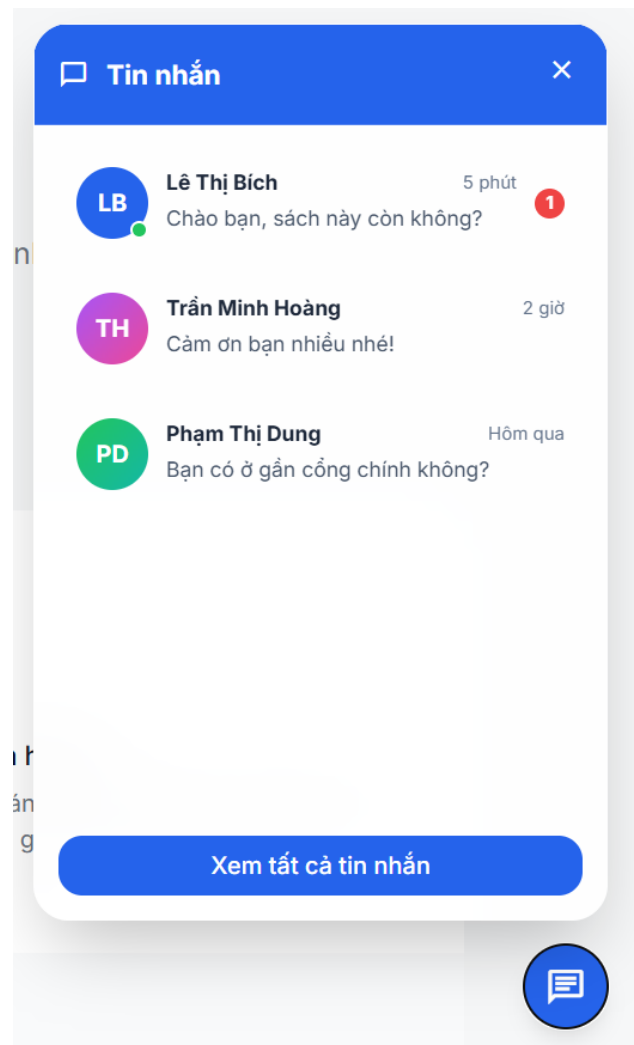 Tin nhắn
LB
Lê Thị Bích
5 phút
Chào bạn, sách này còn không?
1
TH
Trần Minh Hoàng
2 giờ
Cảm ơn bạn nhiều nhé!
PD
Phạm Thị Dung
Hôm qua
Bạn có ở gần cổng chính không?
Xem tất cả tin nhắn